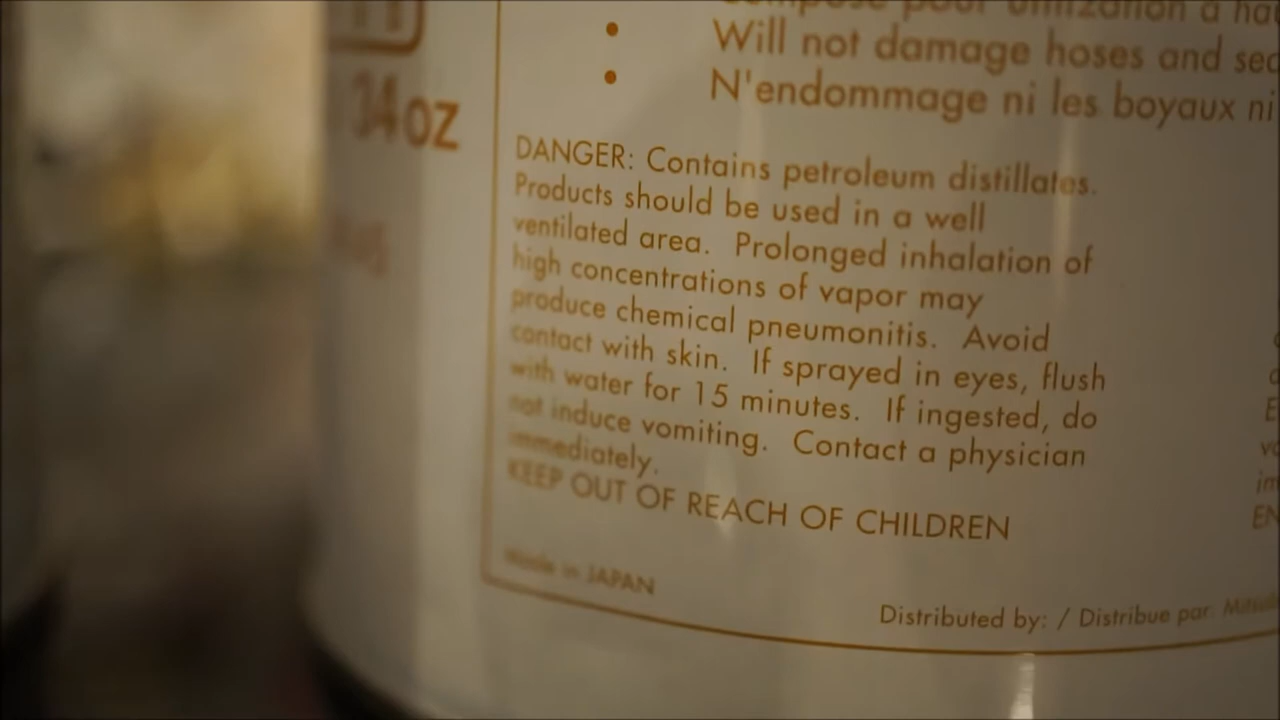 Will not damage hoses and
N'endommage ni les boyaux ni
34oz
DANGER: Contains petroleum distillates.
Products should be used in a well
ventilated area. Prolonged inhalation of
high concentrations of vapor may
produce chemical pneumonitis. Avoid
contact with skin. If sprayed in eyes, flush
with water for 15 minutes. If ingested, do
not induce vomiting. Contact a physician
immediately.
KEEP OUT OF REACH OF CHILDREN
Made in JAPAN
Distributed by: / Distribue par: